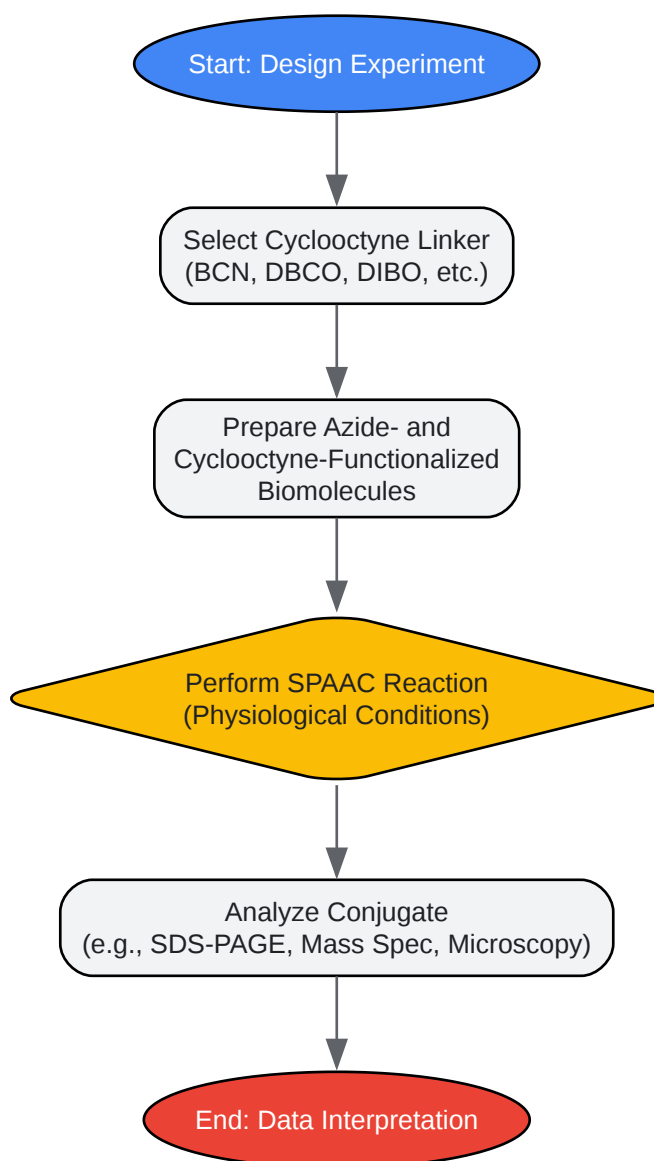 Start: Design Experiment
Select Cyclooctyne Linker
(BCN, DBCO, DIBO, etc.)
Prepare Azide- and
Cyclooctyne-Functionalized
Biomolecules
Perform SPAAC Reaction
(Physiological Conditions)
Analyze Conjugate
(e.g., SDS-PAGE, Mass Spec, Microscopy)
End: Data Interpretation